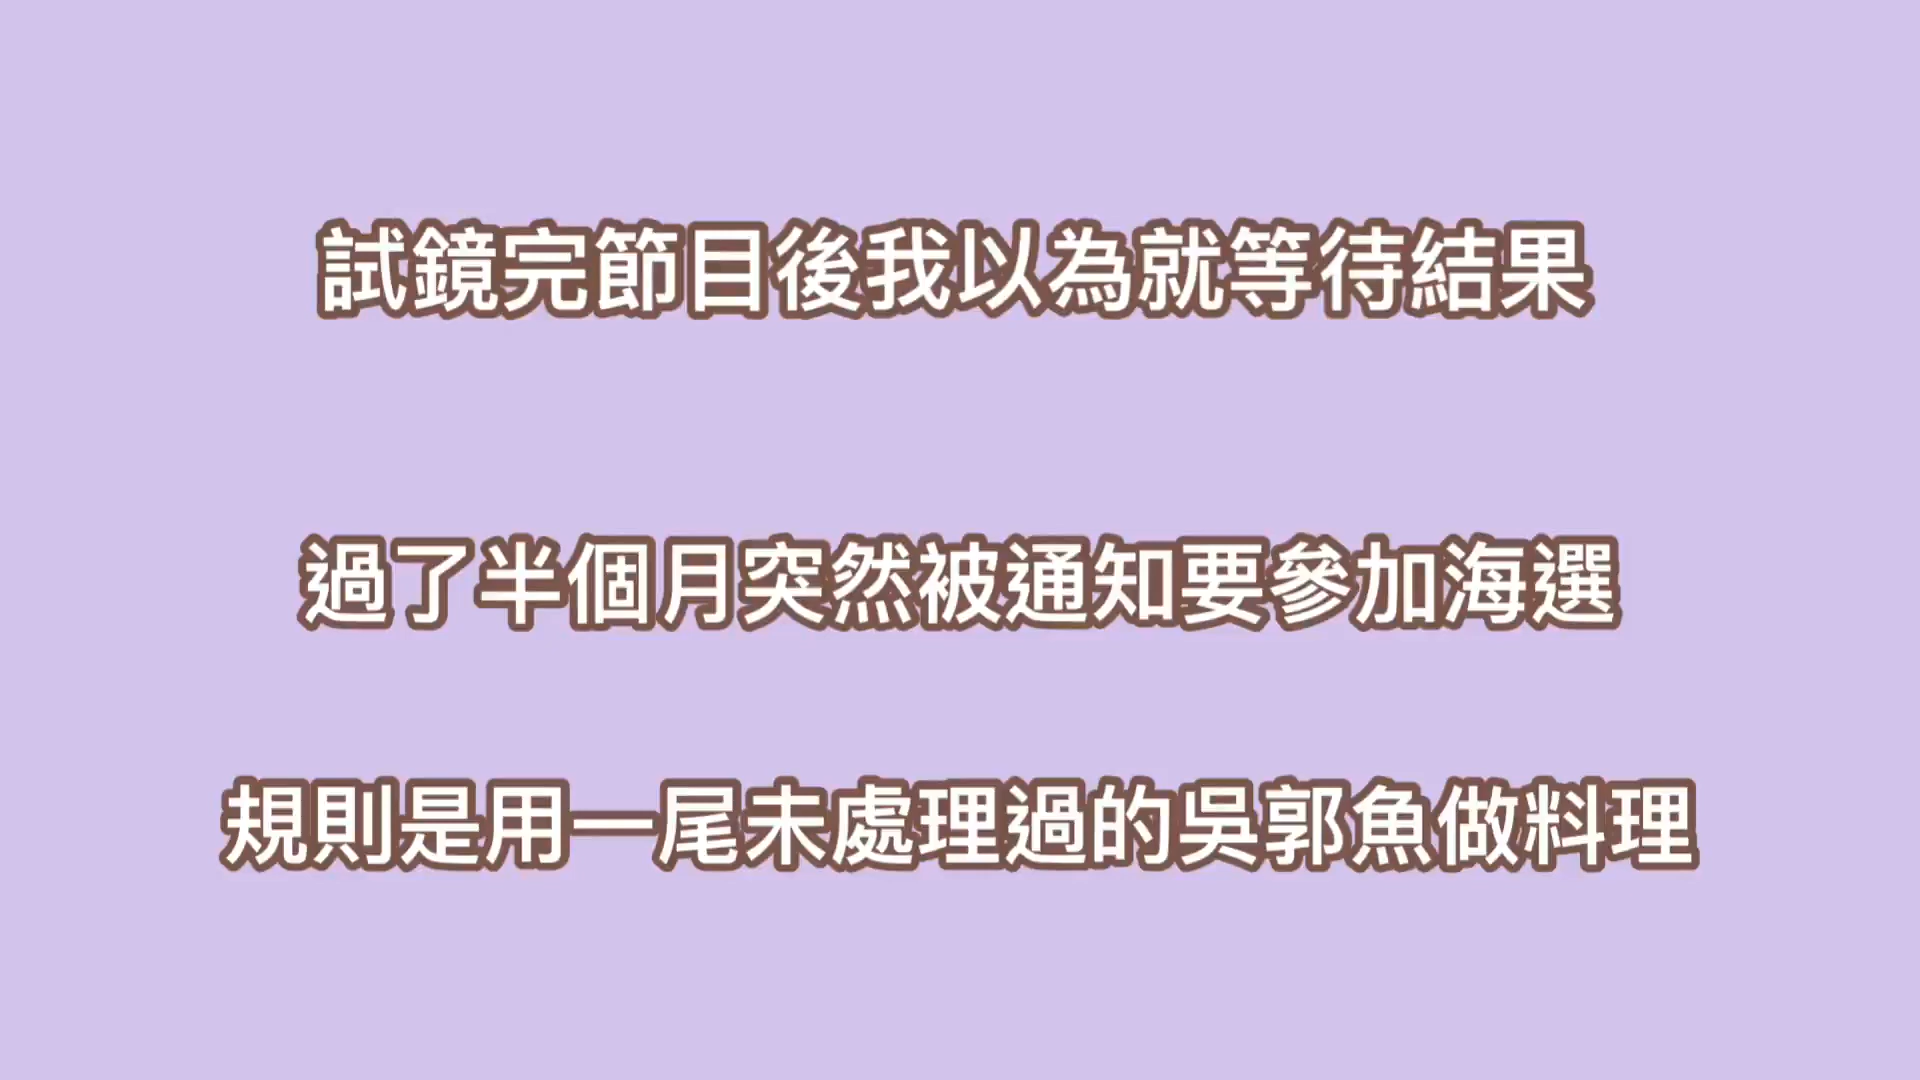 試鏡完節目後我以為就等待結果
過了半個月突然被通知要參加海選
規則是用一尾未處理過的吳郭魚做料理